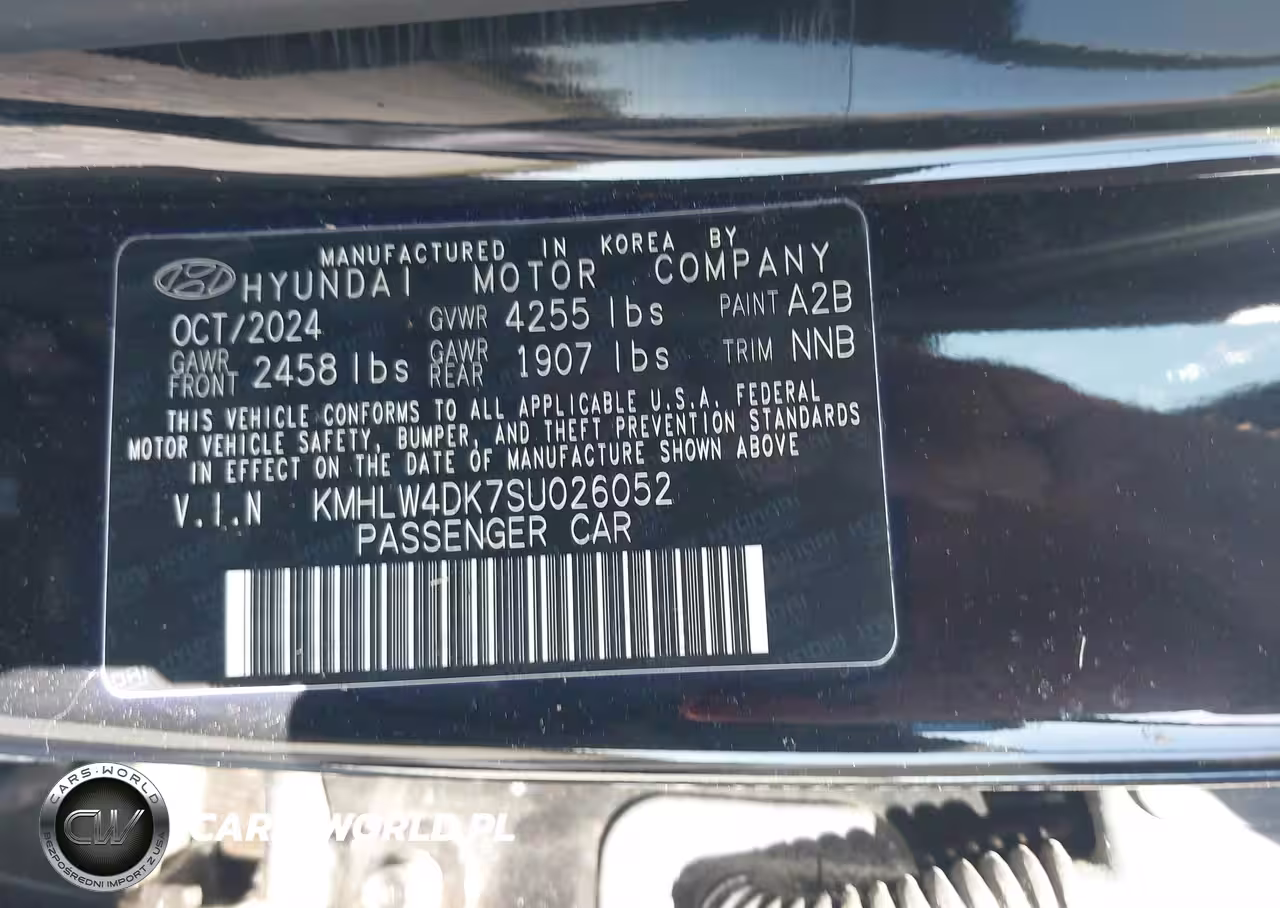 MANUFACTURED IN KOREA BY
HYUNDAI MOTOR COMPANY
OCT/2024 GVWR 4255 lbs PAINT A2B
GAWR FRONT 2458 lbs GAWR REAR 1907 lbs TRIM NNB
THIS VEHICLE CONFORMS TO ALL APPLICABLE U.S.A. FEDERAL
MOTOR VEHICLE SAFETY, BUMPER, AND THEFT PREVENTION STANDARDS
IN EFFECT ON THE DATE OF MANUFACTURE SHOWN ABOVE
V.I.N KMHLW4DK7SU026052
PASSENGER CAR
CARS-WORLD
CW
BEZPOŚREDNI IMPORT Z USA
CARS-WORLD.PL